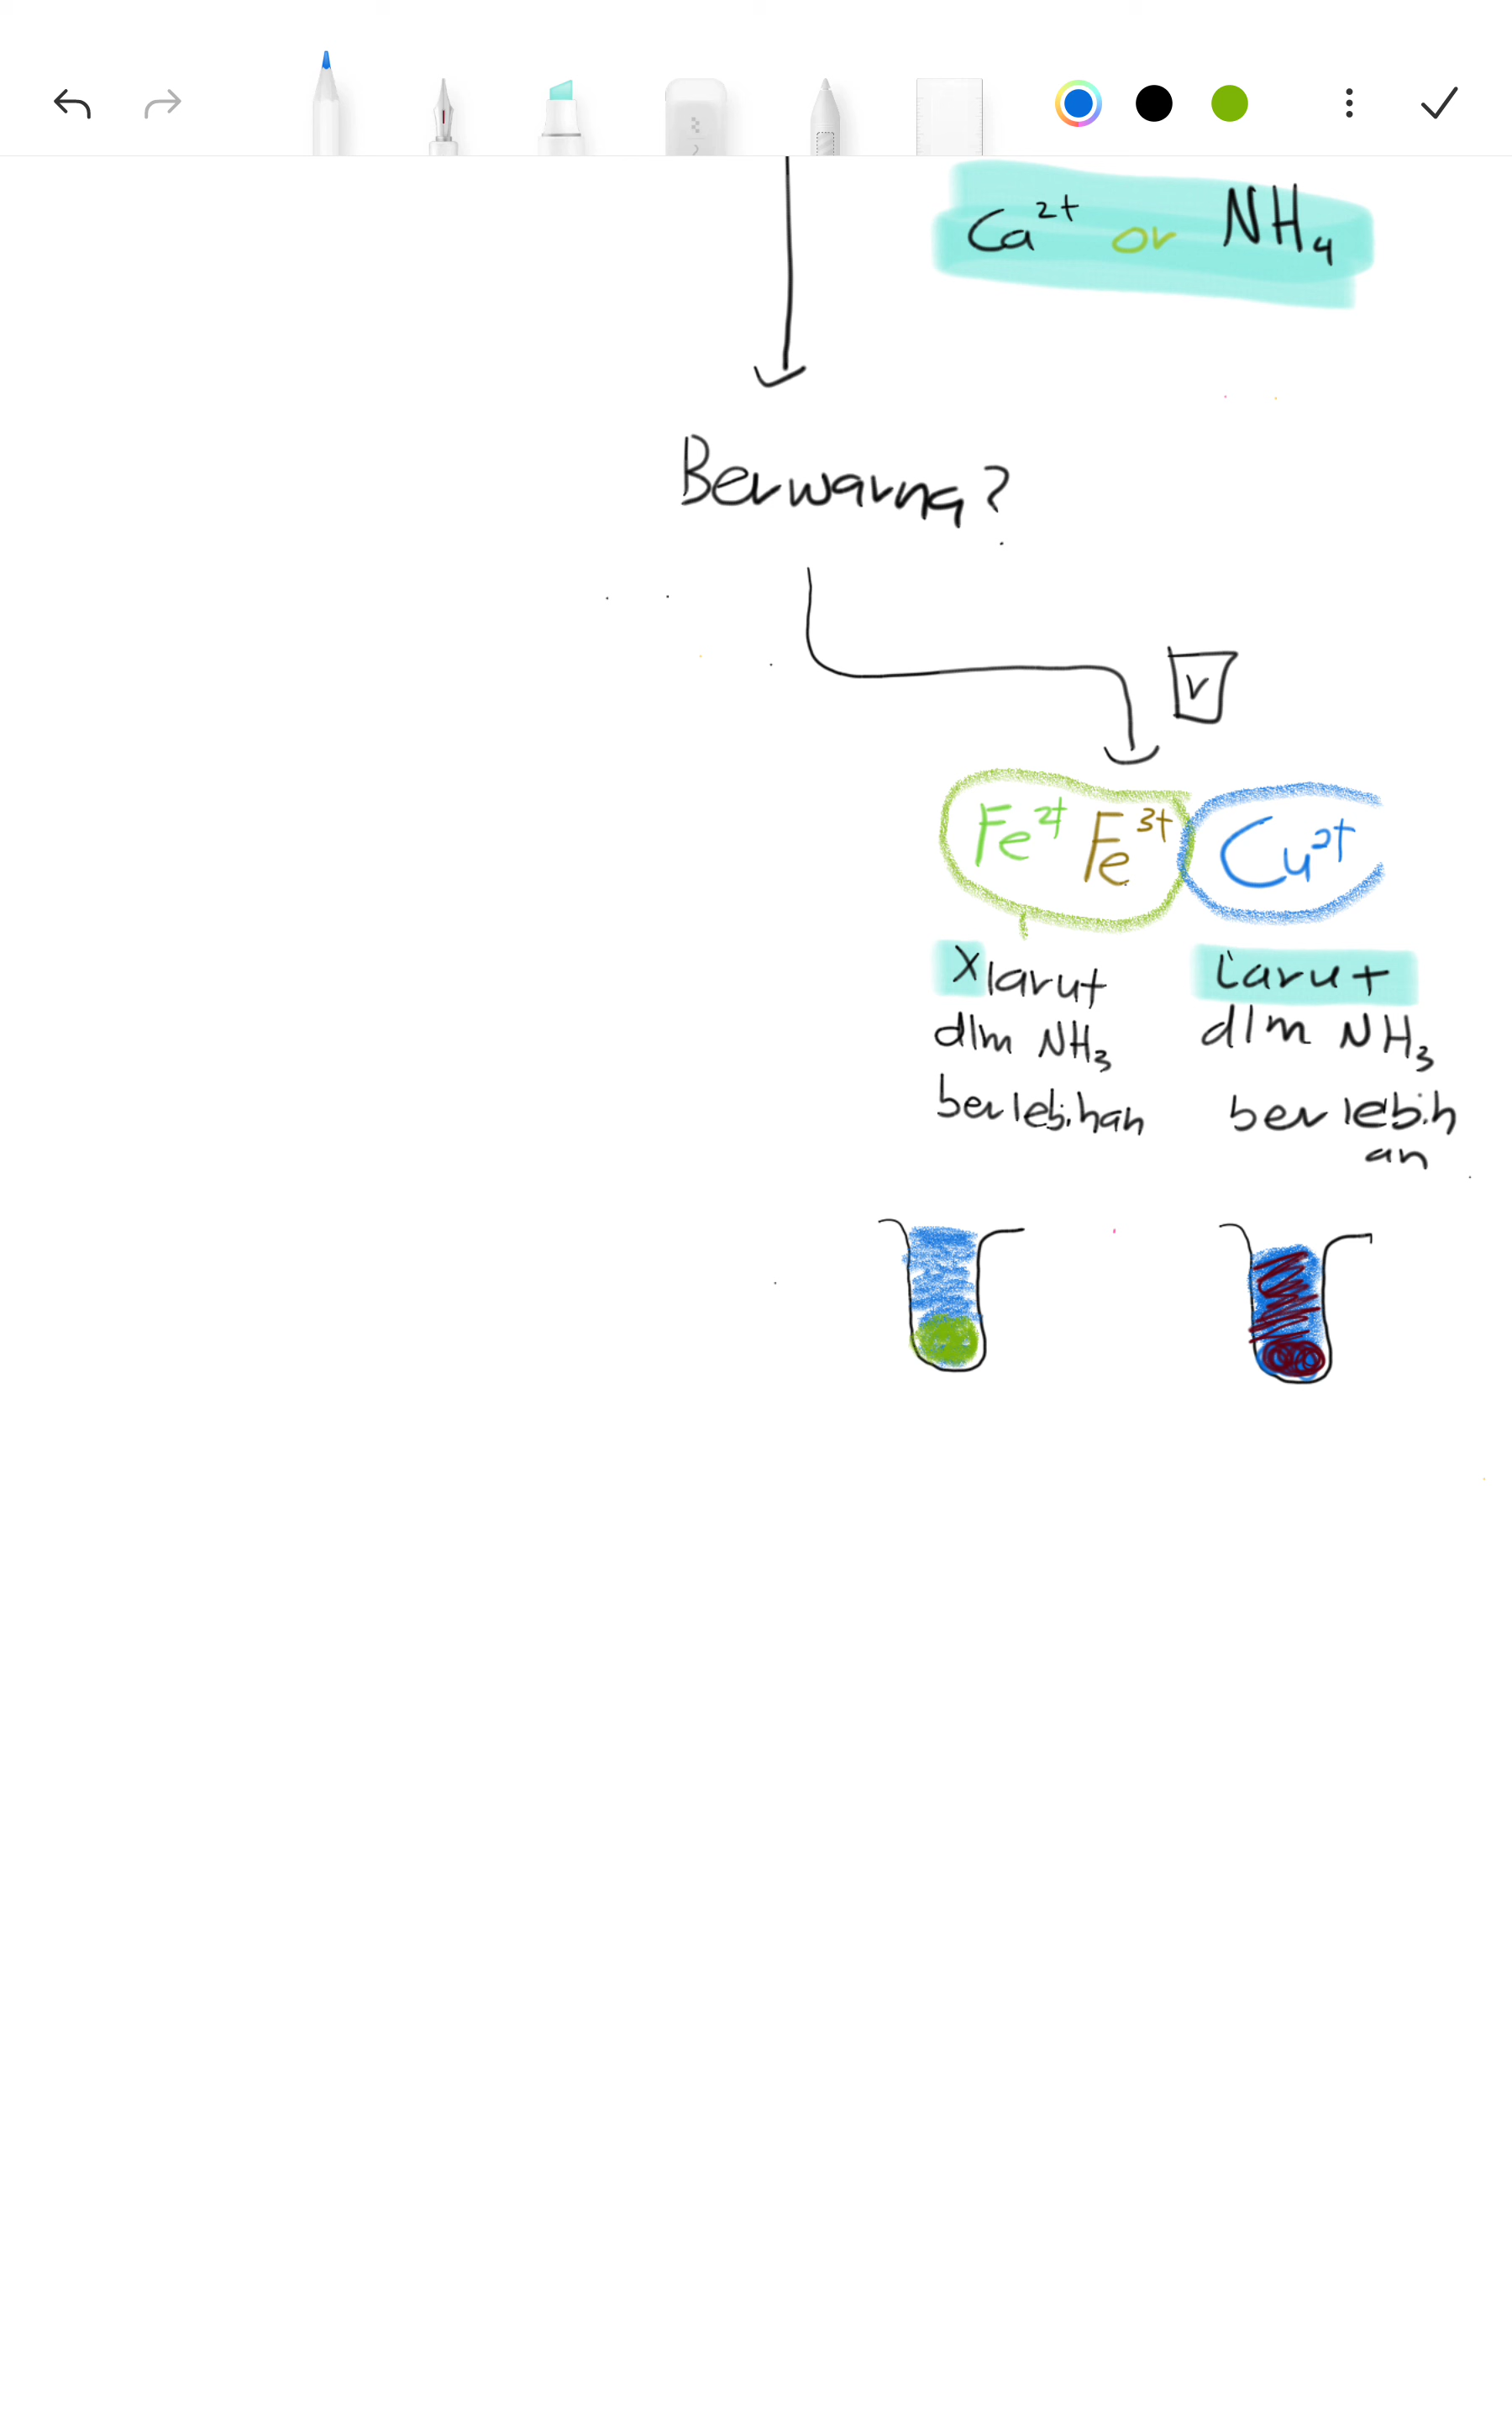 Ca²⁺ or NH₄
Berwarna?
v
Fe²⁺ Fe³⁺ Cu²⁺
X larut
dlm NH₃
berlebihan
Larut
dlm NH₃
berlebih
an